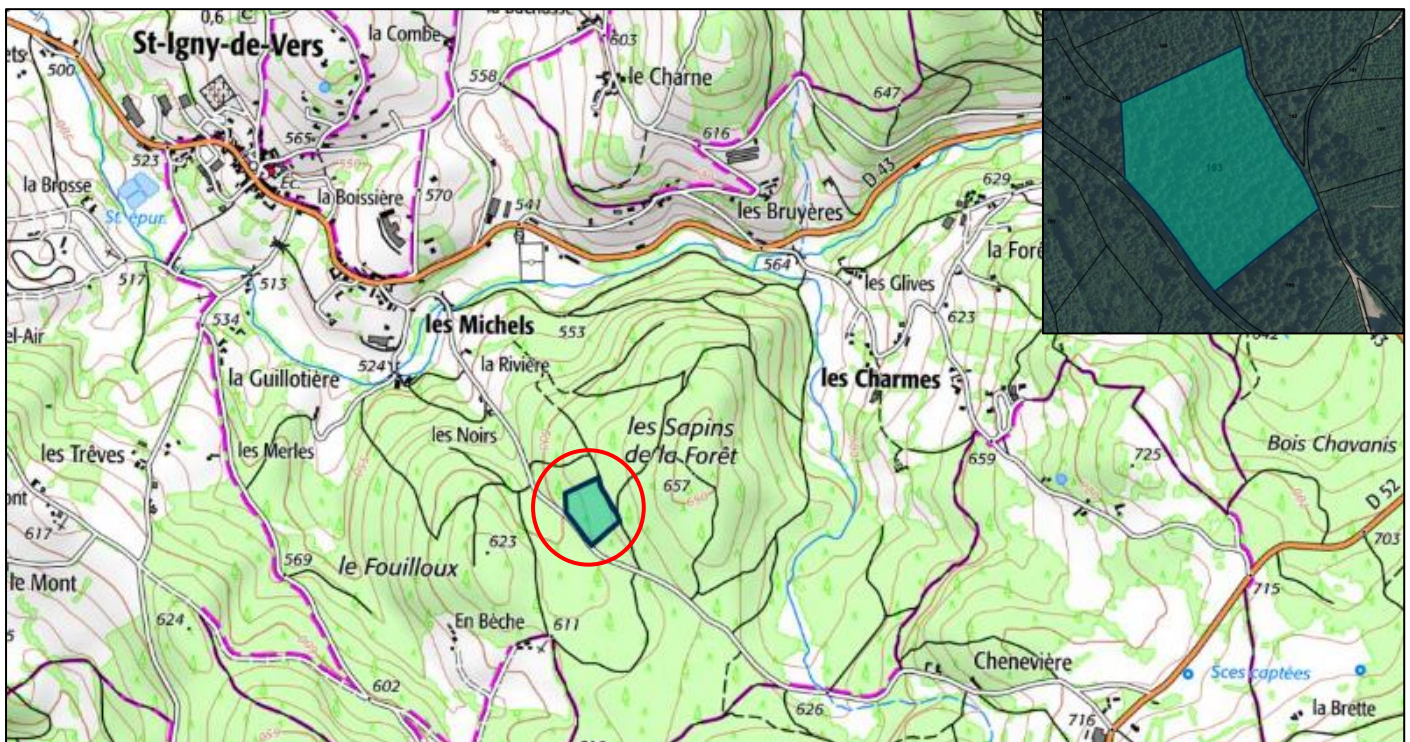 0,6
C
St-Igny-de-Vers
la Combe
603
le Charne
500
558
647
565
616
523
Éc.
la Brosse
la Boissière
570
St. épur.
541
les Bruyères
D 43
629
la Forê
564
517
513
les Glives
623
el-Air
534
les Michels
553
la Guillotière
524
la Rivière
les Charmes
les Noirs
les Sapins
de la Forêt
les Trêves
les Merles
659
725
Bois Chavanis
657
650
D 52
ont
617
623
703
569
le Fouilloux
le Mont
715
624
En Bèche
611
Chenevière
Sces captées
602
626
716
la Brette
103